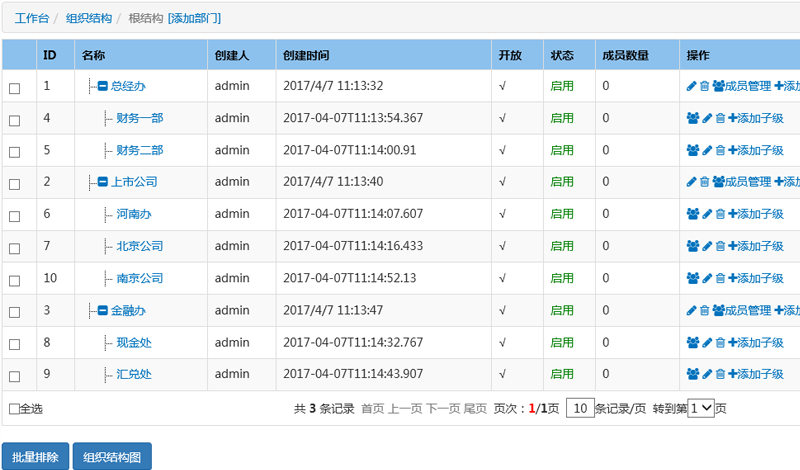 工作台 / 组织结构 / 根结构 [添加部门]
ID 名称 创建人 创建时间 开放 状态 成员数量 操作
1 总经办 admin 2017/4/7 11:13:32 √ 启用 0 成员管理 添加
4 财务一部 admin 2017-04-07T11:13:54.367 √ 启用 0 添加子级
5 财务二部 admin 2017-04-07T11:14:00.91 √ 启用 0 添加子级
2 上市公司 admin 2017/4/7 11:13:40 √ 启用 0 成员管理 添加
6 河南办 admin 2017-04-07T11:14:07.607 √ 启用 0 添加子级
7 北京公司 admin 2017-04-07T11:14:16.433 √ 启用 0 添加子级
10 南京公司 admin 2017-04-07T11:14:52.13 √ 启用 0 添加子级
3 金融办 admin 2017/4/7 11:13:47 √ 启用 0 成员管理 添加
8 现金处 admin 2017-04-07T11:14:32.767 √ 启用 0 添加子级
9 汇兑处 admin 2017-04-07T11:14:43.907 √ 启用 0 添加子级
全选 共 3 条记录 首页 上一页 下一页 尾页 页次：1/1页 10 条记录/页 转到第 1 页
批量排除 组织结构图